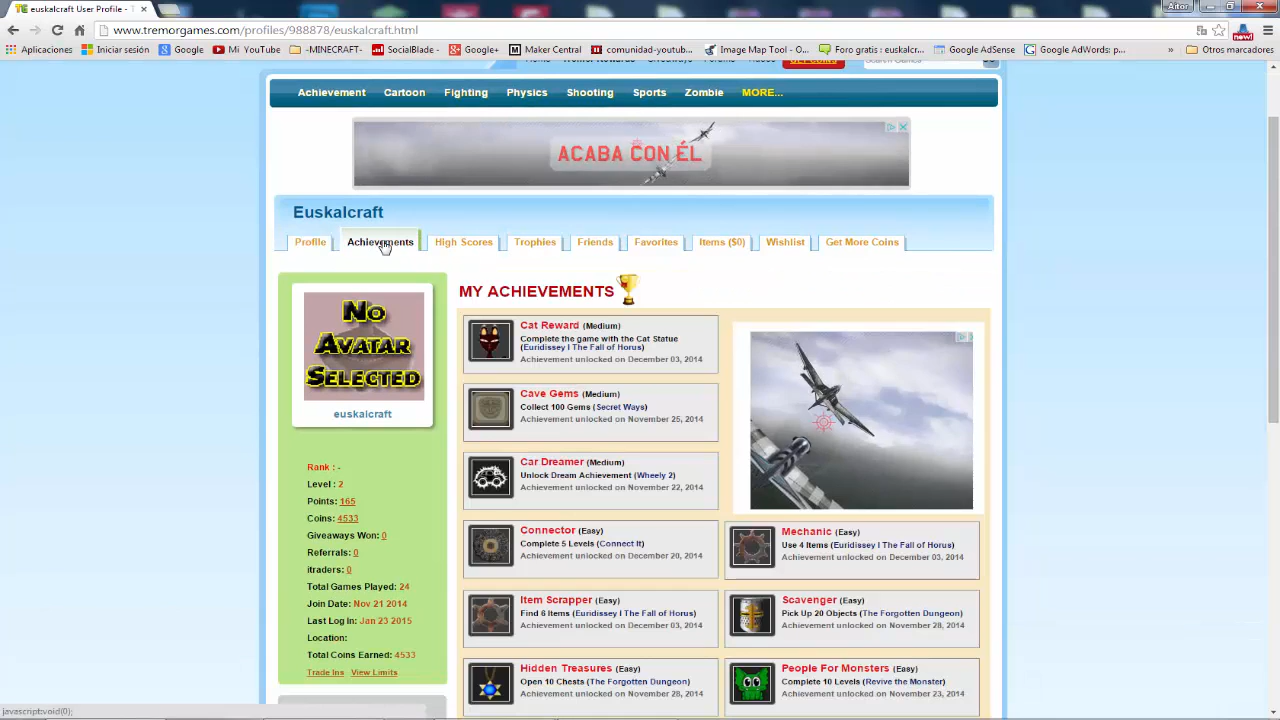 euskalcraft User Profile - T
Aitor
www.tremorgames.com/profiles/988878/euskalcraft.html
new!
Aplicaciones
Guardado
Google
Mi YouTube
-MINECRAFT-
SocialBlade -
Google+
Maker Central
comunidad-youtub...
Image Map Tool - O...
Foro gratis : euskalcr...
Google AdSense
Google AdWords: p...
»
Otros marcadores
Achievement Cartoon Fighting Physics Shooting Sports Zombie MORE...
ACABA CON ÉL
Euskalcraft
Profile Achievements High Scores Trophies Friends Favorites Items ($0) Wishlist Get More Coins
No
Avatar
Selected
euskalcraft
Rank : -
Level : 2
Points: 165
Coins: 4533
Giveaways Won: 0
Referrals: 0
itraders: 0
Total Games Played: 24
Join Date: Nov 21 2014
Last Log in: Jan 23 2015
Location:
Total Coins Earned: 4533
Trade Ins View Limits
MY ACHIEVEMENTS
Cat Reward (Medium)
Complete the game with the Cat Statue
(Euridissey I The Fall of Horus)
Achievement unlocked on December 03, 2014
Cave Gems (Medium)
Collect 100 Gems (Secret Ways)
Achievement unlocked on November 25, 2014
Car Dreamer (Medium)
Unlock Dream Achievement (Wheely 2)
Achievement unlocked on November 22, 2014
Connector (Easy)
Complete 5 Levels (Connect It)
Achievement unlocked on December 20, 2014
Mechanic (Easy)
Use 4 Items (Euridissey I The Fall of Horus)
Achievement unlocked on December 03, 2014
Item Scrapper (Easy)
Find 6 Items (Euridissey I The Fall of Horus)
Achievement unlocked on December 03, 2014
Scavenger (Easy)
Pick Up 20 Objects (The Forgotten Dungeon)
Achievement unlocked on November 28, 2014
Hidden Treasures (Easy)
Open 10 Chests (The Forgotten Dungeon)
Achievement unlocked on November 28, 2014
People For Monsters (Easy)
Complete 10 Levels (Revive the Monster)
Achievement unlocked on November 23, 2014
javascript:void(0);